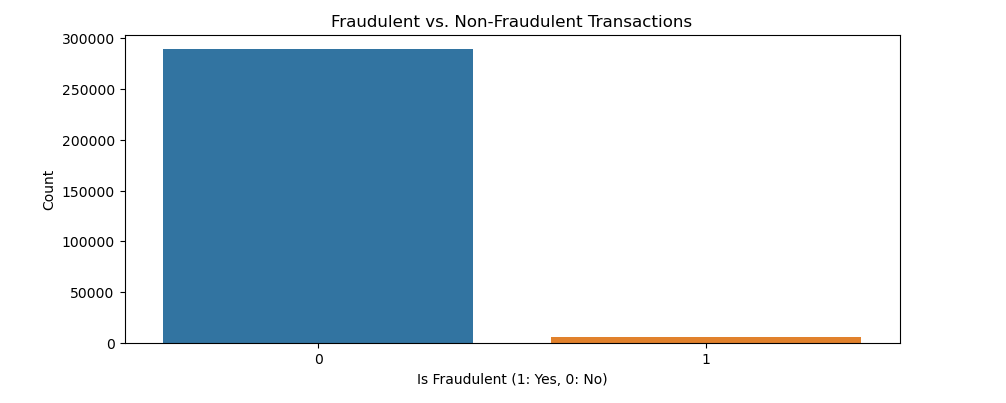 Fraudulent vs. Non-Fraudulent Transactions
300000
250000
200000
150000
100000
50000
0
Count
0 1
Is Fraudulent (1: Yes, 0: No)